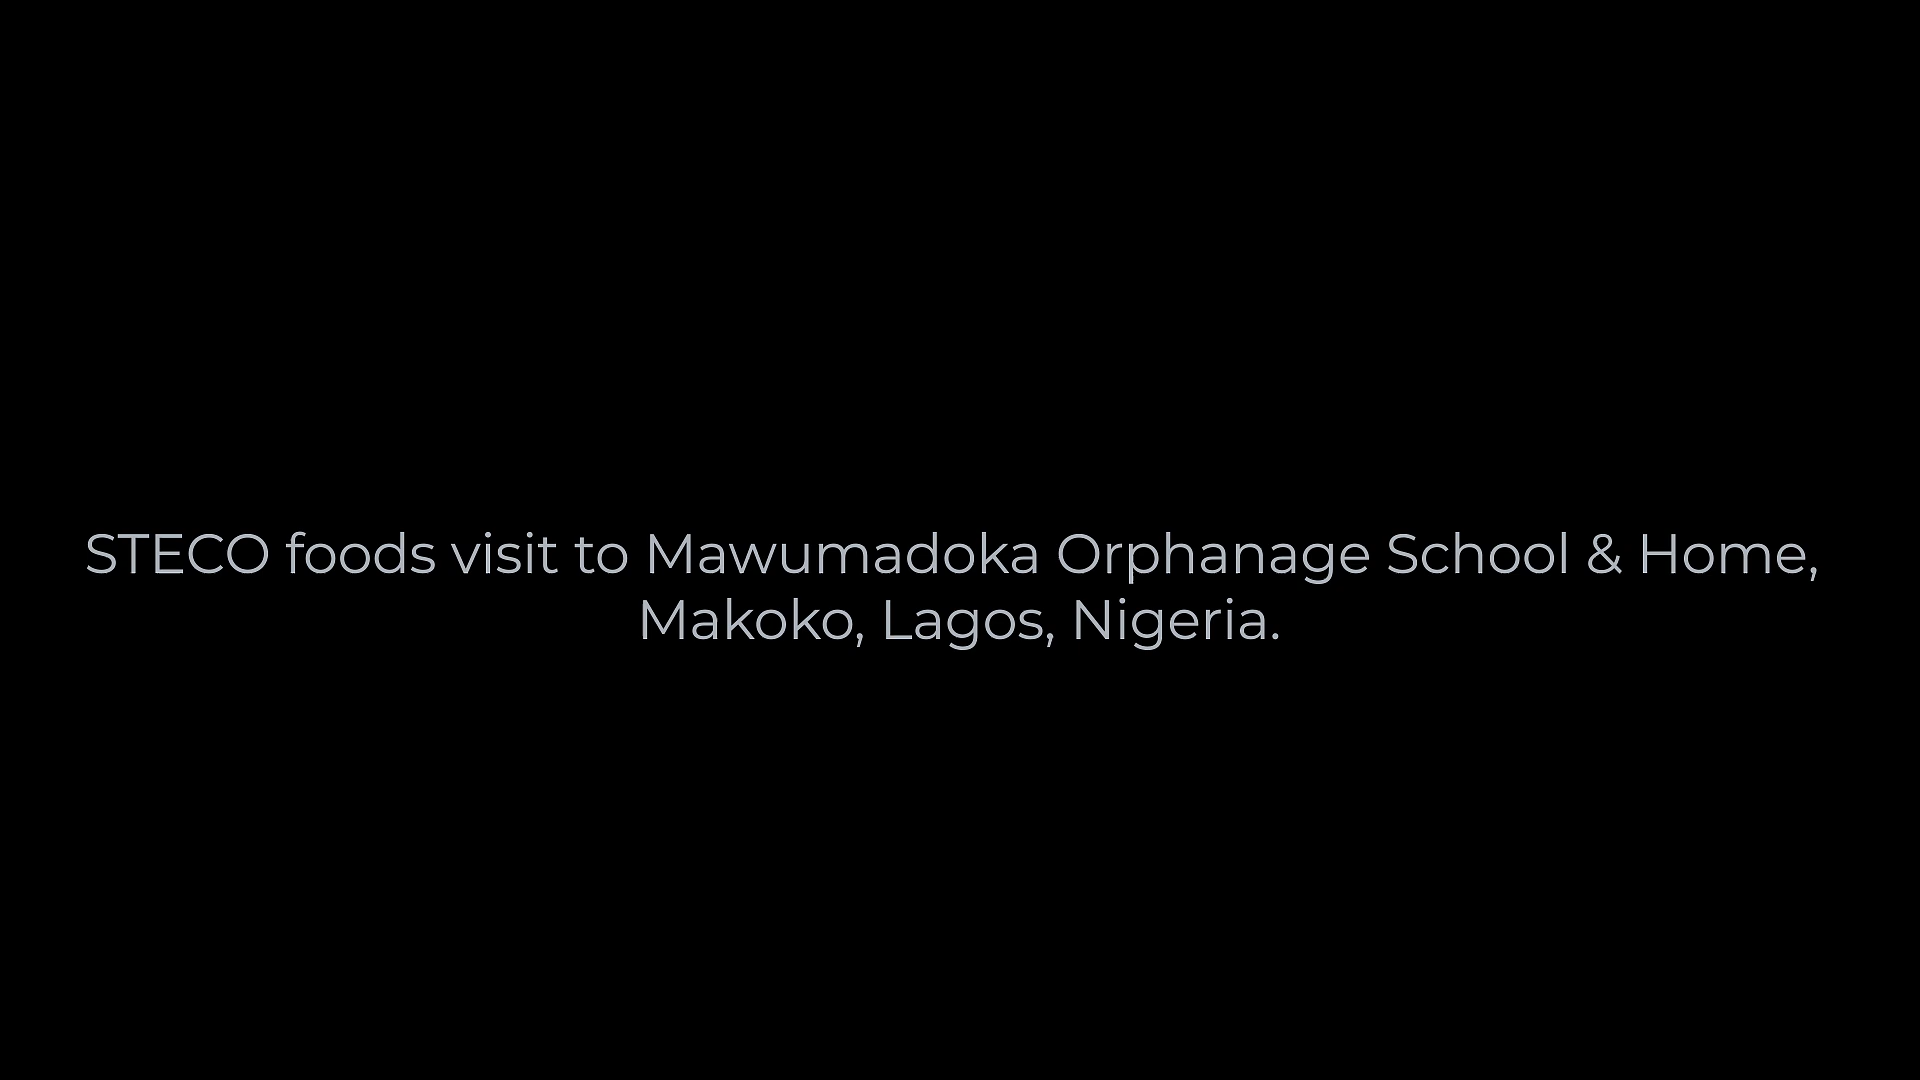 STECO foods visit to Mawumadoka Orphanage School & Home,
Makoko, Lagos, Nigeria.